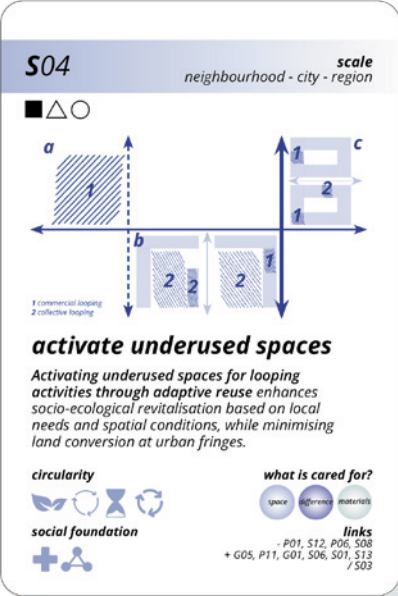 S04
scale
neighbourhood - city - region
a
c
1
1
2
1
b
2
2
2
1
1 commercial looping
2 collective looping
activate underused spaces
Activating underused spaces for looping
activities through adaptive reuse enhances
socio-ecological revitalisation based on local
needs and spatial conditions, while minimising
land conversion at urban fringes.
circularity
what is cared for?
space
difference
materials
social foundation
links
- P01, S12, P06, S08
+ G05, P11, G01, S06, S01, S13
/ S03